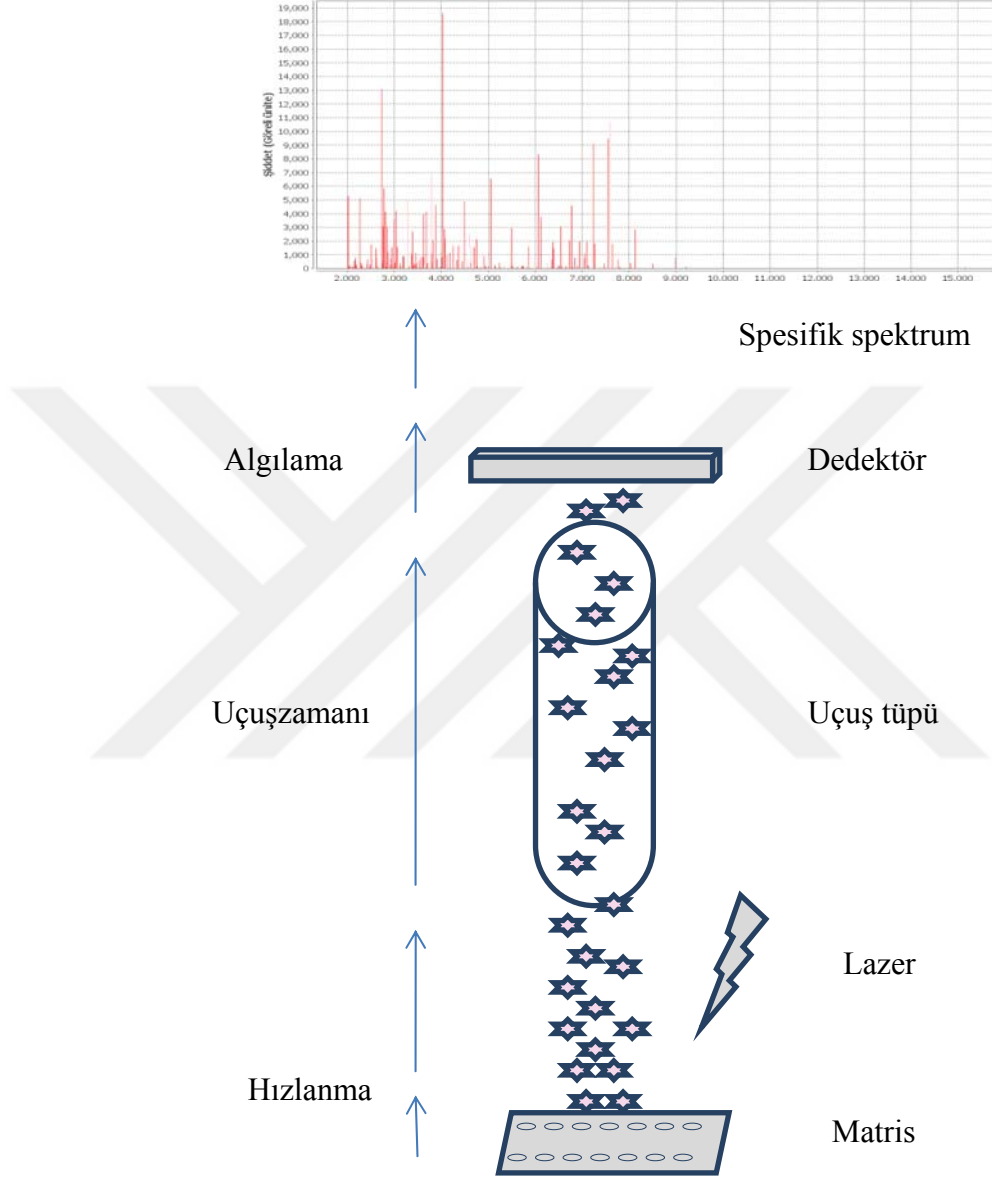 19,000
18,000
17,000
16,000
15,000
14,000
13,000
12,000
11,000
10,000
9,000
8,000
7,000
6,000
5,000
4,000
3,000
2,000
1,000
0
Şiddet (Göreli ünite)
2.000 3.000 4.000 5.000 6.000 7.000 8.000 9.000 10.000 11.000 12.000 13.000 14.000 15.000
Spesifik spektrum
Algılama Dedektör
Uçuşzamanı Uçuş tüpü
Lazer
Hızlanma
Matris